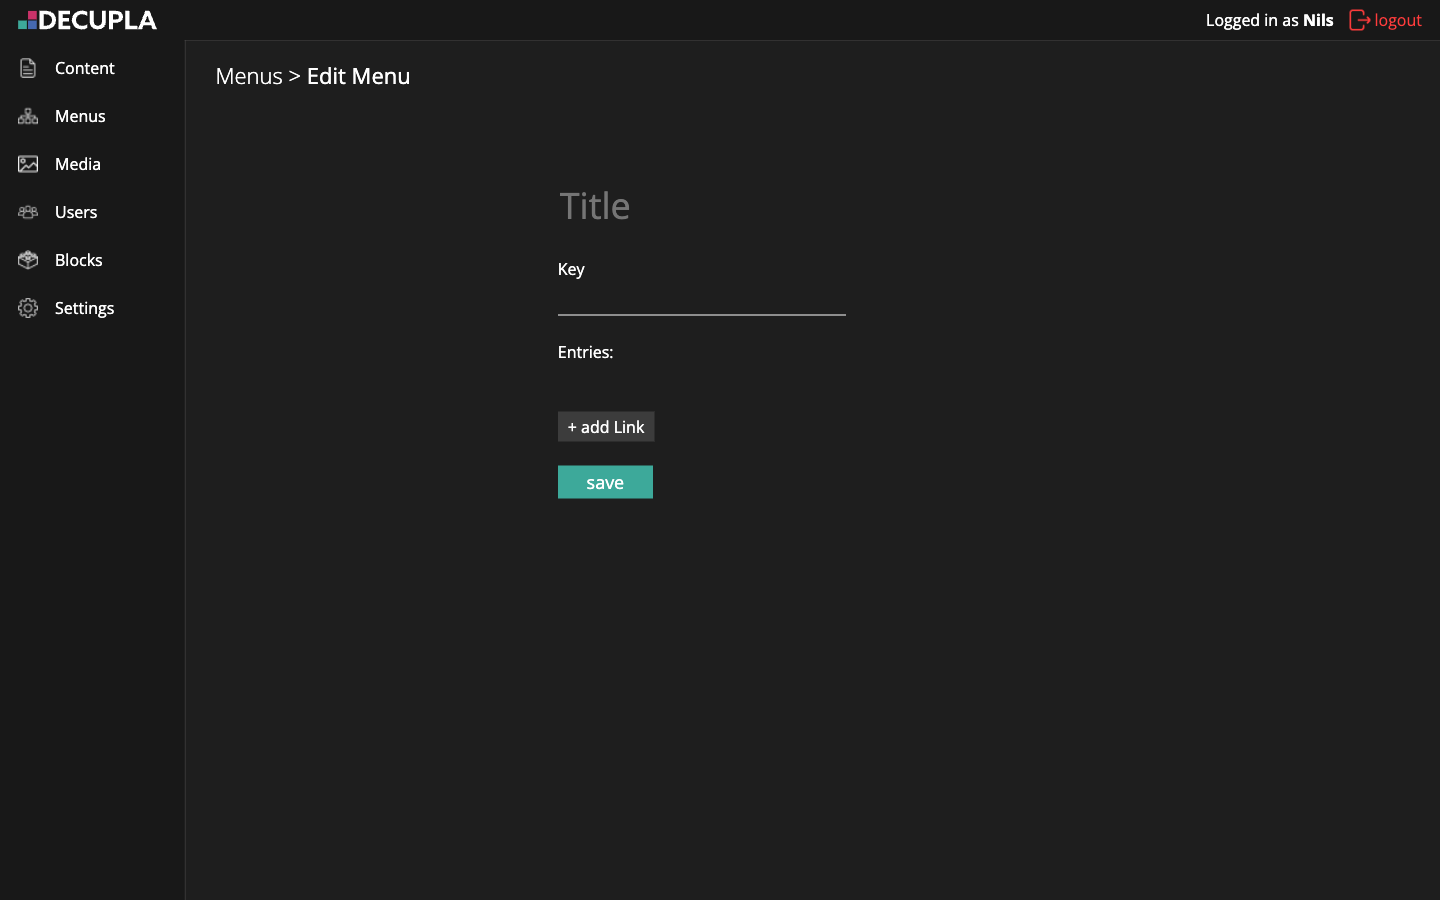 DECUPLA
Logged in as Nils logout
Content
Menus
Media
Users
Blocks
Settings
Menus > Edit Menu
Title
Key
Entries:
+ add Link
save